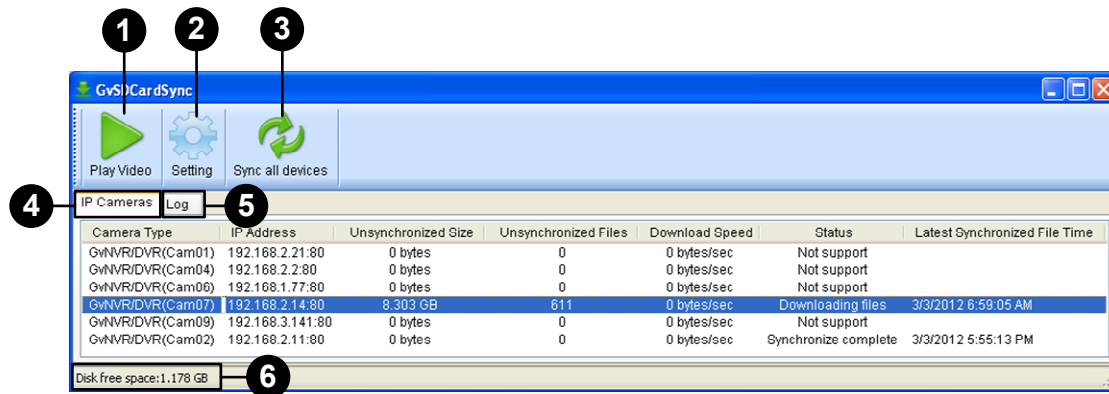 1 2 3
GvSDCardSync
Play Video Setting Sync all devices
4 IP Cameras Log 5
Camera Type IP Address Unsynchronized Size Unsynchronized Files Download Speed Status Latest Synchronized File Time
GvNVR/DVR(Cam01) 192.168.2.21:80 0 bytes 0 0 bytes/sec Not support
GvNVR/DVR(Cam04) 192.168.2.2:80 0 bytes 0 0 bytes/sec Not support
GvNVR/DVR(Cam06) 192.168.1.77:80 0 bytes 0 0 bytes/sec Not support
GvNVR/DVR(Cam07) 192.168.2.14:80 8.303 GB 611 0 bytes/sec Downloading files 3/3/2012 6:59:05 AM
GvNVR/DVR(Cam09) 192.168.3.141:80 0 bytes 0 0 bytes/sec Not support
GvNVR/DVR(Cam02) 192.168.2.11:80 0 bytes 0 0 bytes/sec Synchronize complete 3/3/2012 5:55:13 PM
Disk free space:1.178 GB 6